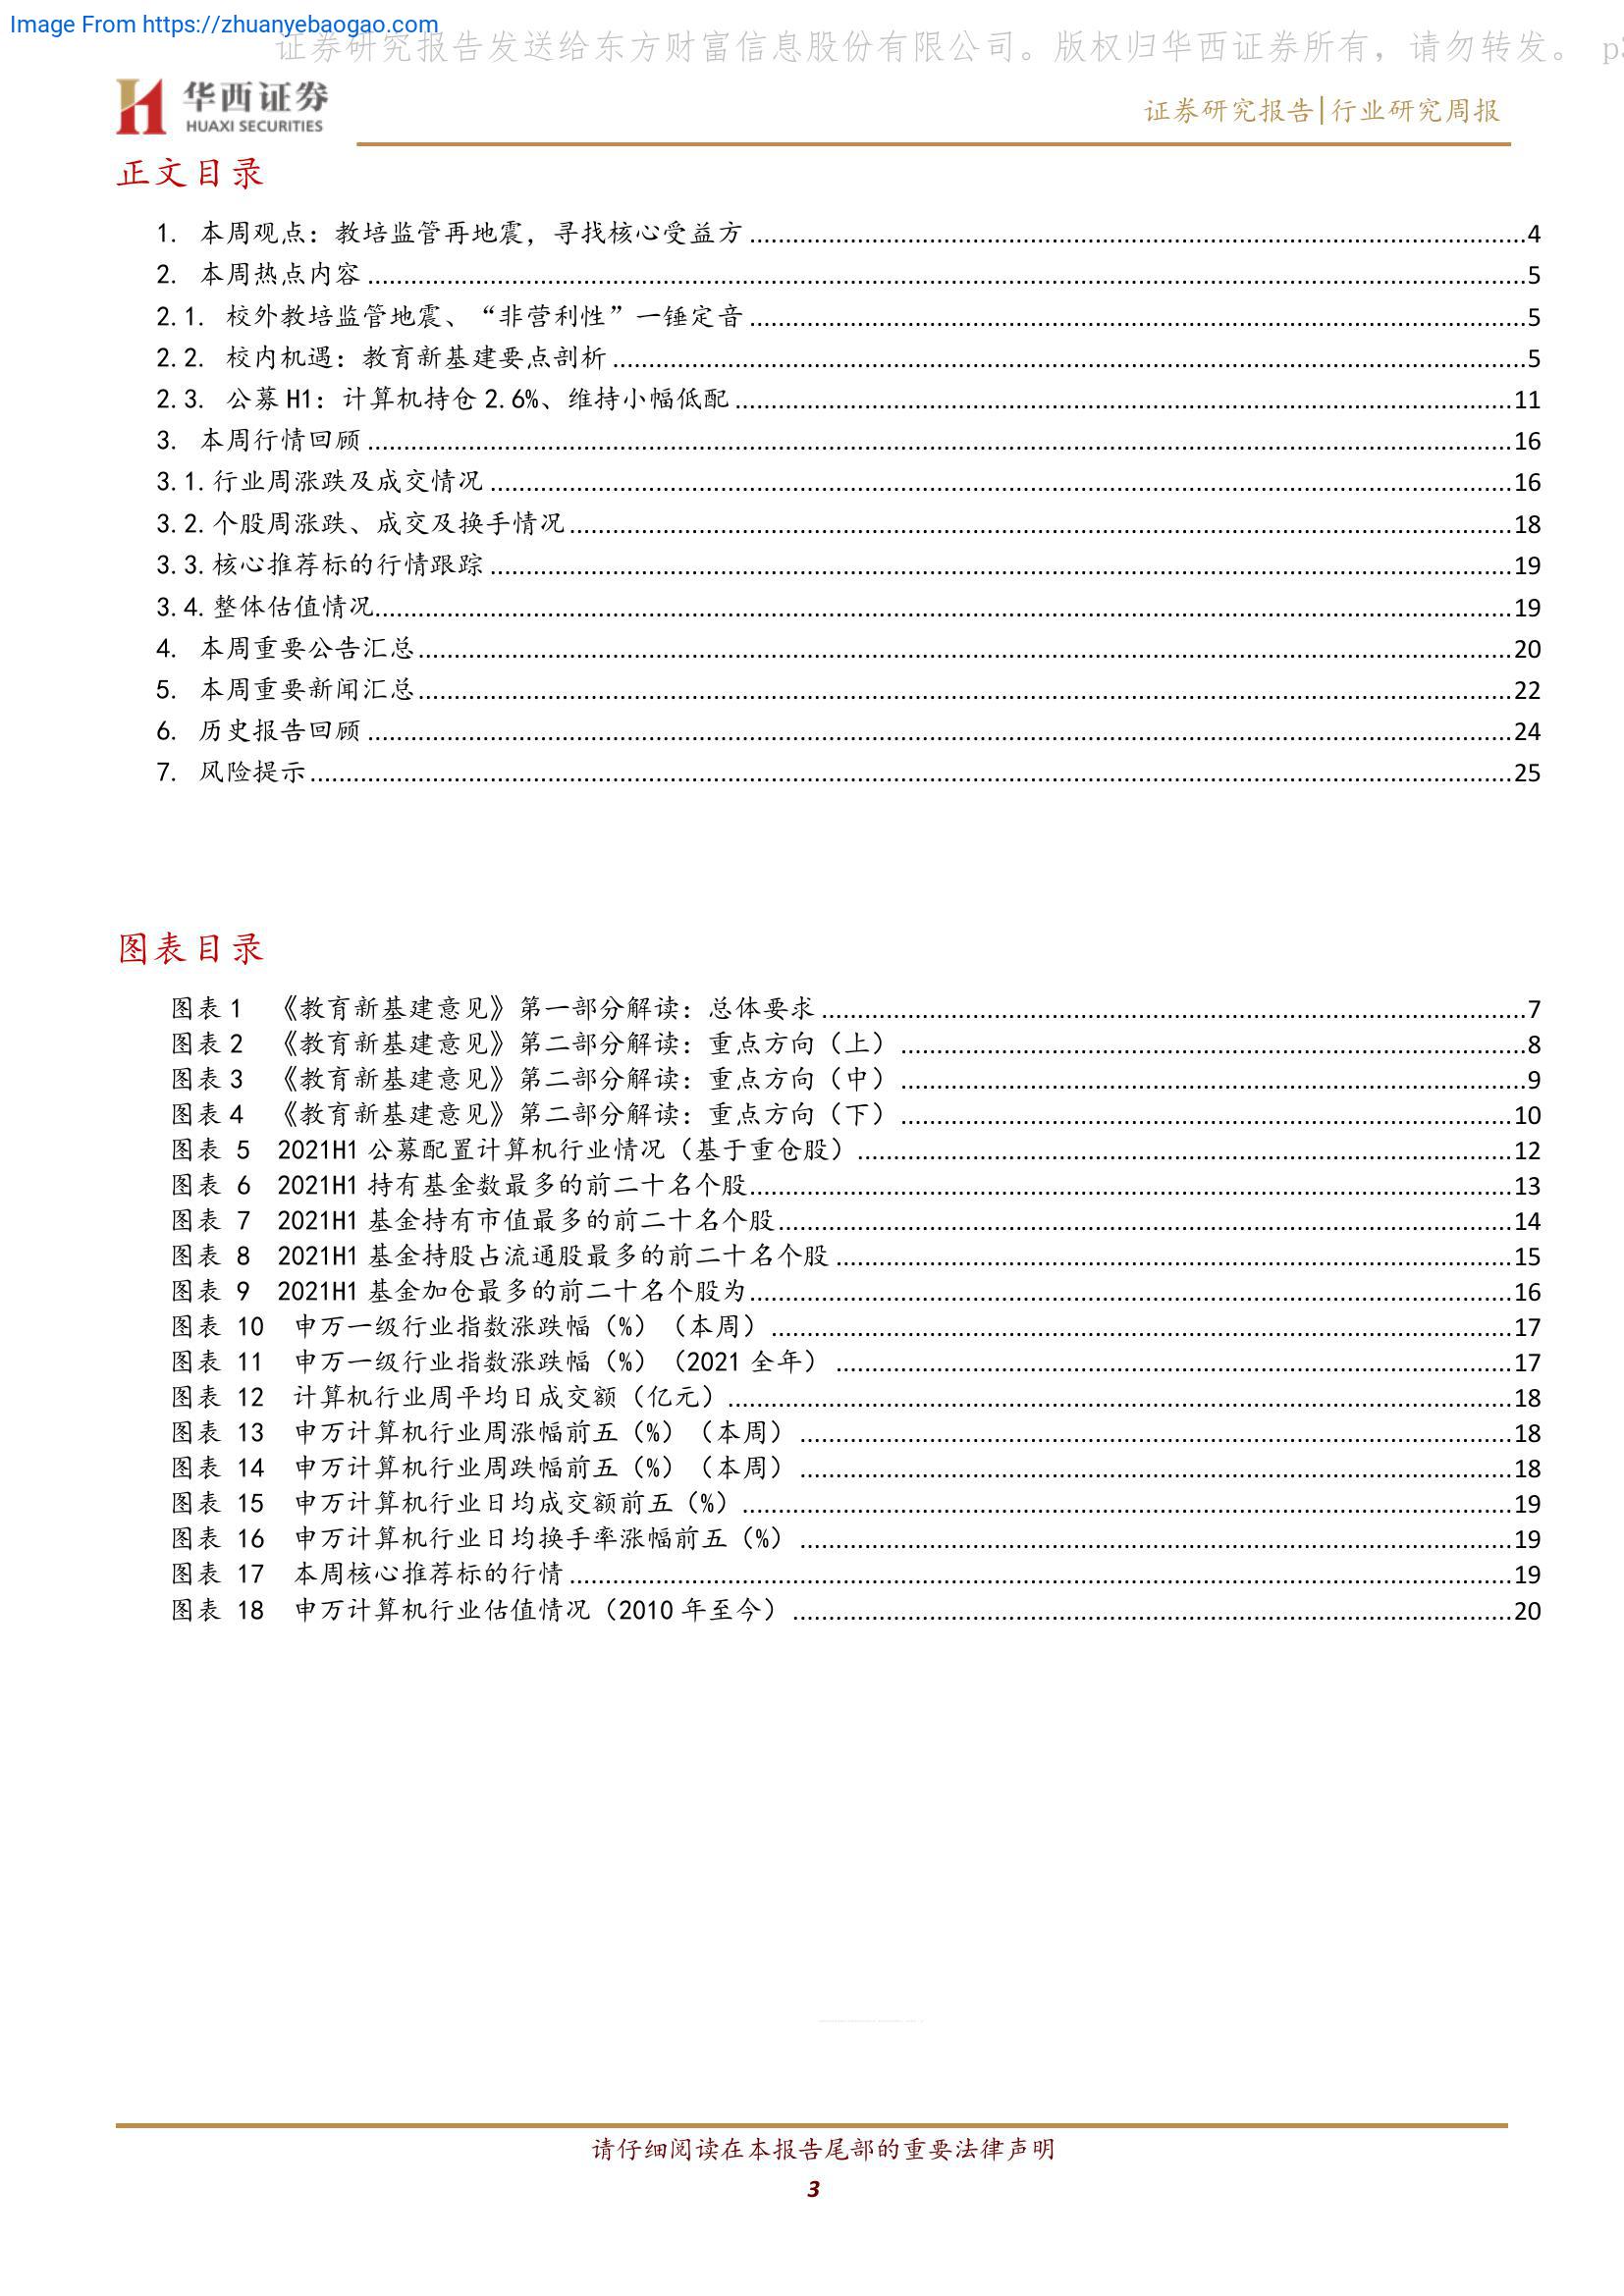 Image From https://zhuanyebaogao.com
证券研究报告发送给东方财富信息股份有限公司。版权归华西证券所有，请勿转发。 p3
华西证券
HUAXI SECURITIES
证券研究报告|行业研究周报
正文目录
1. 本周观点：教培监管再地震，寻找核心受益方 4
2. 本周热点内容 5
2.1. 校外教培监管地震、“非营利性”一锤定音 5
2.2. 校内机遇：教育新基建要点剖析 5
2.3. 公募 H1：计算机持仓 2.6%、维持小幅低配 11
3. 本周行情回顾 16
3.1.行业周涨跌及成交情况 16
3.2.个股周涨跌、成交及换手情况 18
3.3.核心推荐标的行情跟踪 19
3.4.整体估值情况 19
4. 本周重要公告汇总 20
5. 本周重要新闻汇总 22
6. 历史报告回顾 24
7. 风险提示 25
图表目录
图表 1 《教育新基建意见》第一部分解读：总体要求 7
图表 2 《教育新基建意见》第二部分解读：重点方向（上） 8
图表 3 《教育新基建意见》第二部分解读：重点方向（中） 9
图表 4 《教育新基建意见》第二部分解读：重点方向（下） 10
图表 5 2021H1 公募配置计算机行业情况（基于重仓股） 12
图表 6 2021H1 持有基金数最多的前二十名个股 13
图表 7 2021H1 基金持有市值最多的前二十名个股 14
图表 8 2021H1 基金持股占流通股最多的前二十名个股 15
图表 9 2021H1 基金加仓最多的前二十名个股为 16
图表 10 申万一级行业指数涨跌幅（%）（本周） 17
图表 11 申万一级行业指数涨跌幅（%）（2021 全年） 17
图表 12 计算机行业周平均日成交额（亿元） 18
图表 13 申万计算机行业周涨幅前五（%）（本周） 18
图表 14 申万计算机行业周跌幅前五（%）（本周） 18
图表 15 申万计算机行业日均成交额前五（%） 19
图表 16 申万计算机行业日均换手率涨幅前五（%） 19
图表 17 本周核心推荐标的行情 19
图表 18 申万计算机行业估值情况（2010 年至今） 20
请仔细阅读在本报告尾部的重要法律声明
3